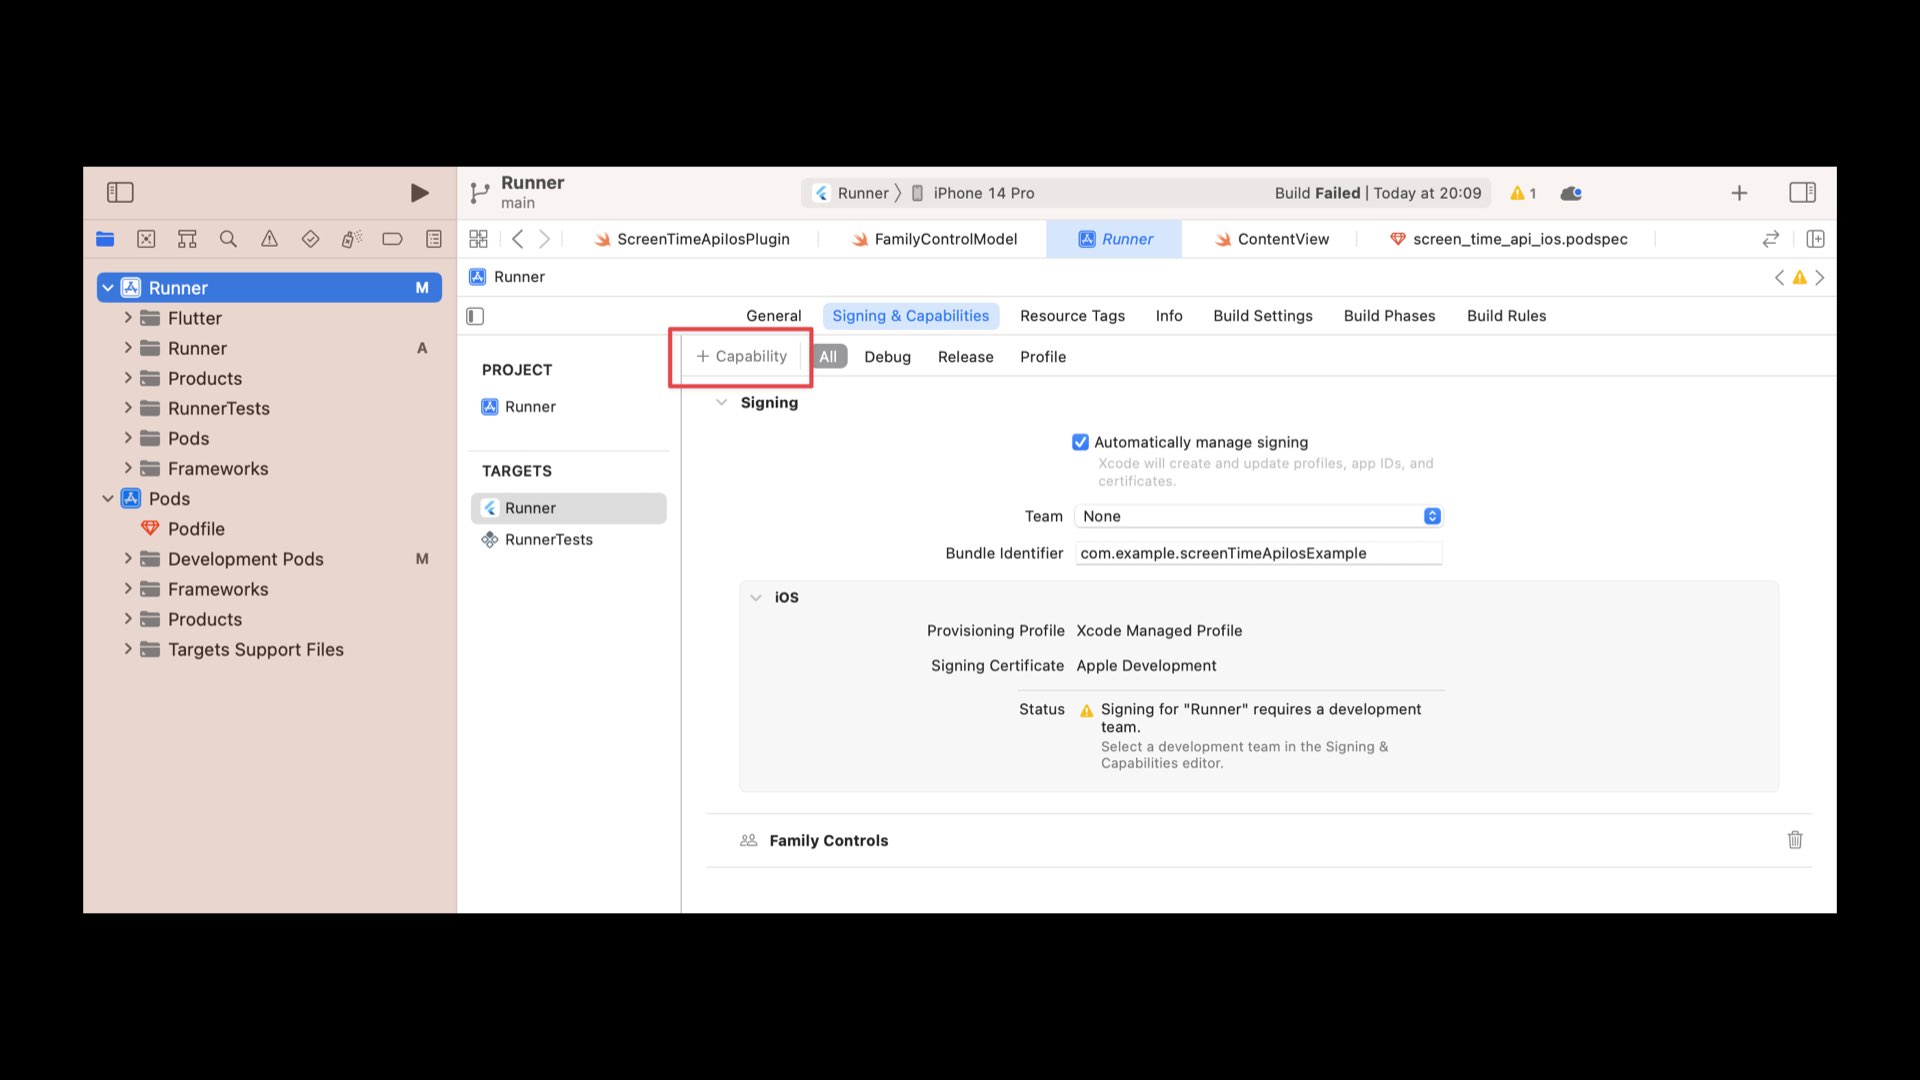 Runner
main
Runner
iPhone 14 Pro
Build Failed | Today at 20:09
1
ScreenTimeApiIosPlugin
FamilyControlModel
Runner
ContentView
screen_time_api_ios.podspec
Runner M
Flutter
Runner A
Products
RunnerTests
Pods
Frameworks
Pods
Podfile
Development Pods M
Frameworks
Products
Targets Support Files
Runner
General
Signing & Capabilities
Resource Tags
Info
Build Settings
Build Phases
Build Rules
PROJECT
Runner
TARGETS
Runner
RunnerTests
+ Capability
All
Debug
Release
Profile
Signing
Automatically manage signing
Xcode will create and update profiles, app IDs, and
certificates.
Team None
Bundle Identifier com.example.screenTimeApiIosExample
iOS
Provisioning Profile Xcode Managed Profile
Signing Certificate Apple Development
Status Signing for "Runner" requires a development
team.
Select a development team in the Signing &
Capabilities editor.
Family Controls